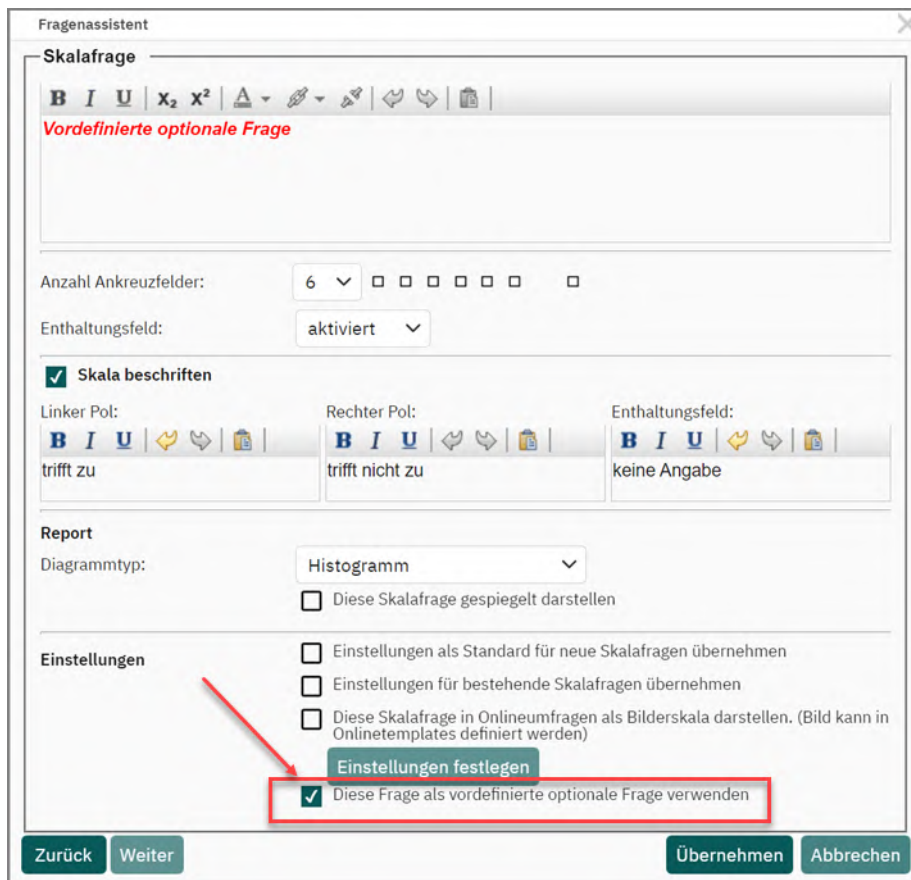 Fragenassistent
Skalafrage
B I U X₂ X² A
Vordefinierte optionale Frage
Anzahl Ankreuzfelder: 6
Enthaltungsfeld: aktiviert
Skala beschriften
Linker Pol: Rechter Pol: Enthaltungsfeld:
B I U B I U B I U
trifft zu trifft nicht zu keine Angabe
Report
Diagrammtyp: Histogramm
Diese Skalafrage gespiegelt darstellen
Einstellungen Einstellungen als Standard für neue Skalafragen übernehmen
Einstellungen für bestehende Skalafragen übernehmen
Diese Skalafrage in Onlineumfragen als Bilderskala darstellen. (Bild kann in
Onlinetemplates definiert werden)
Einstellungen festlegen
Diese Frage als vordefinierte optionale Frage verwenden
Zurück Weiter Übernehmen Abbrechen